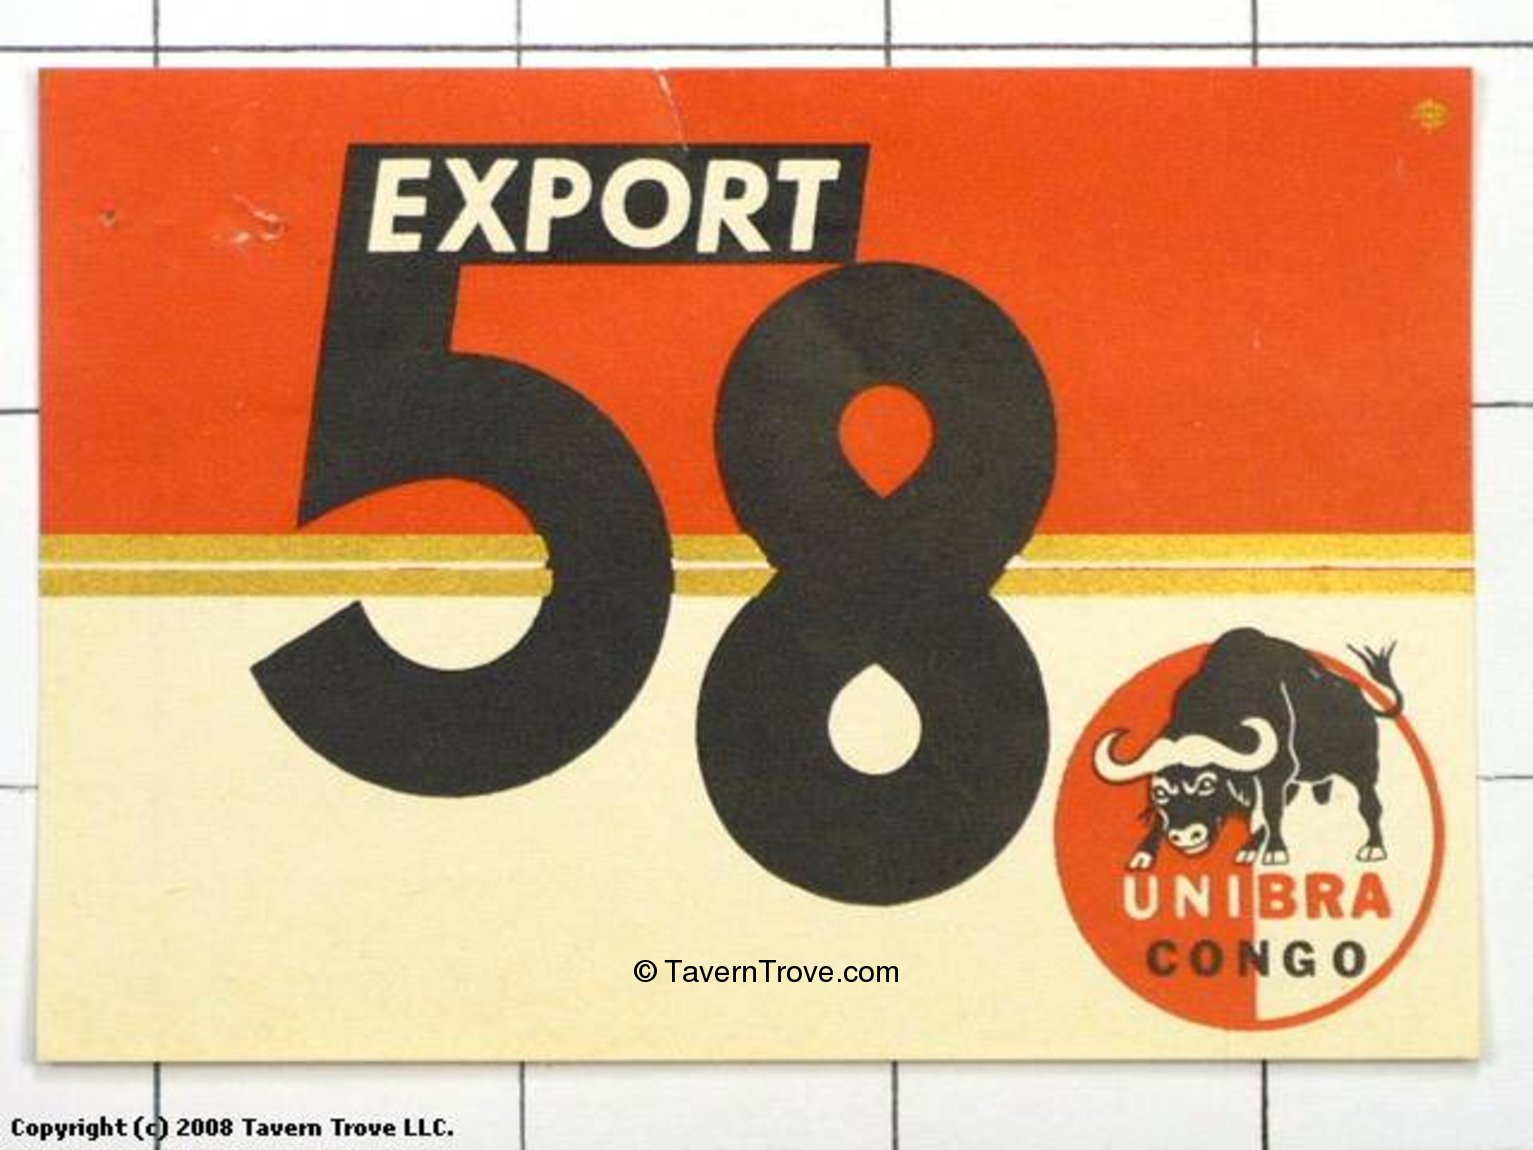 EXPORT
58
UNIBRA
CONGO
© TavernTrove.com
Copyright (c) 2008 Tavern Trove LLC.